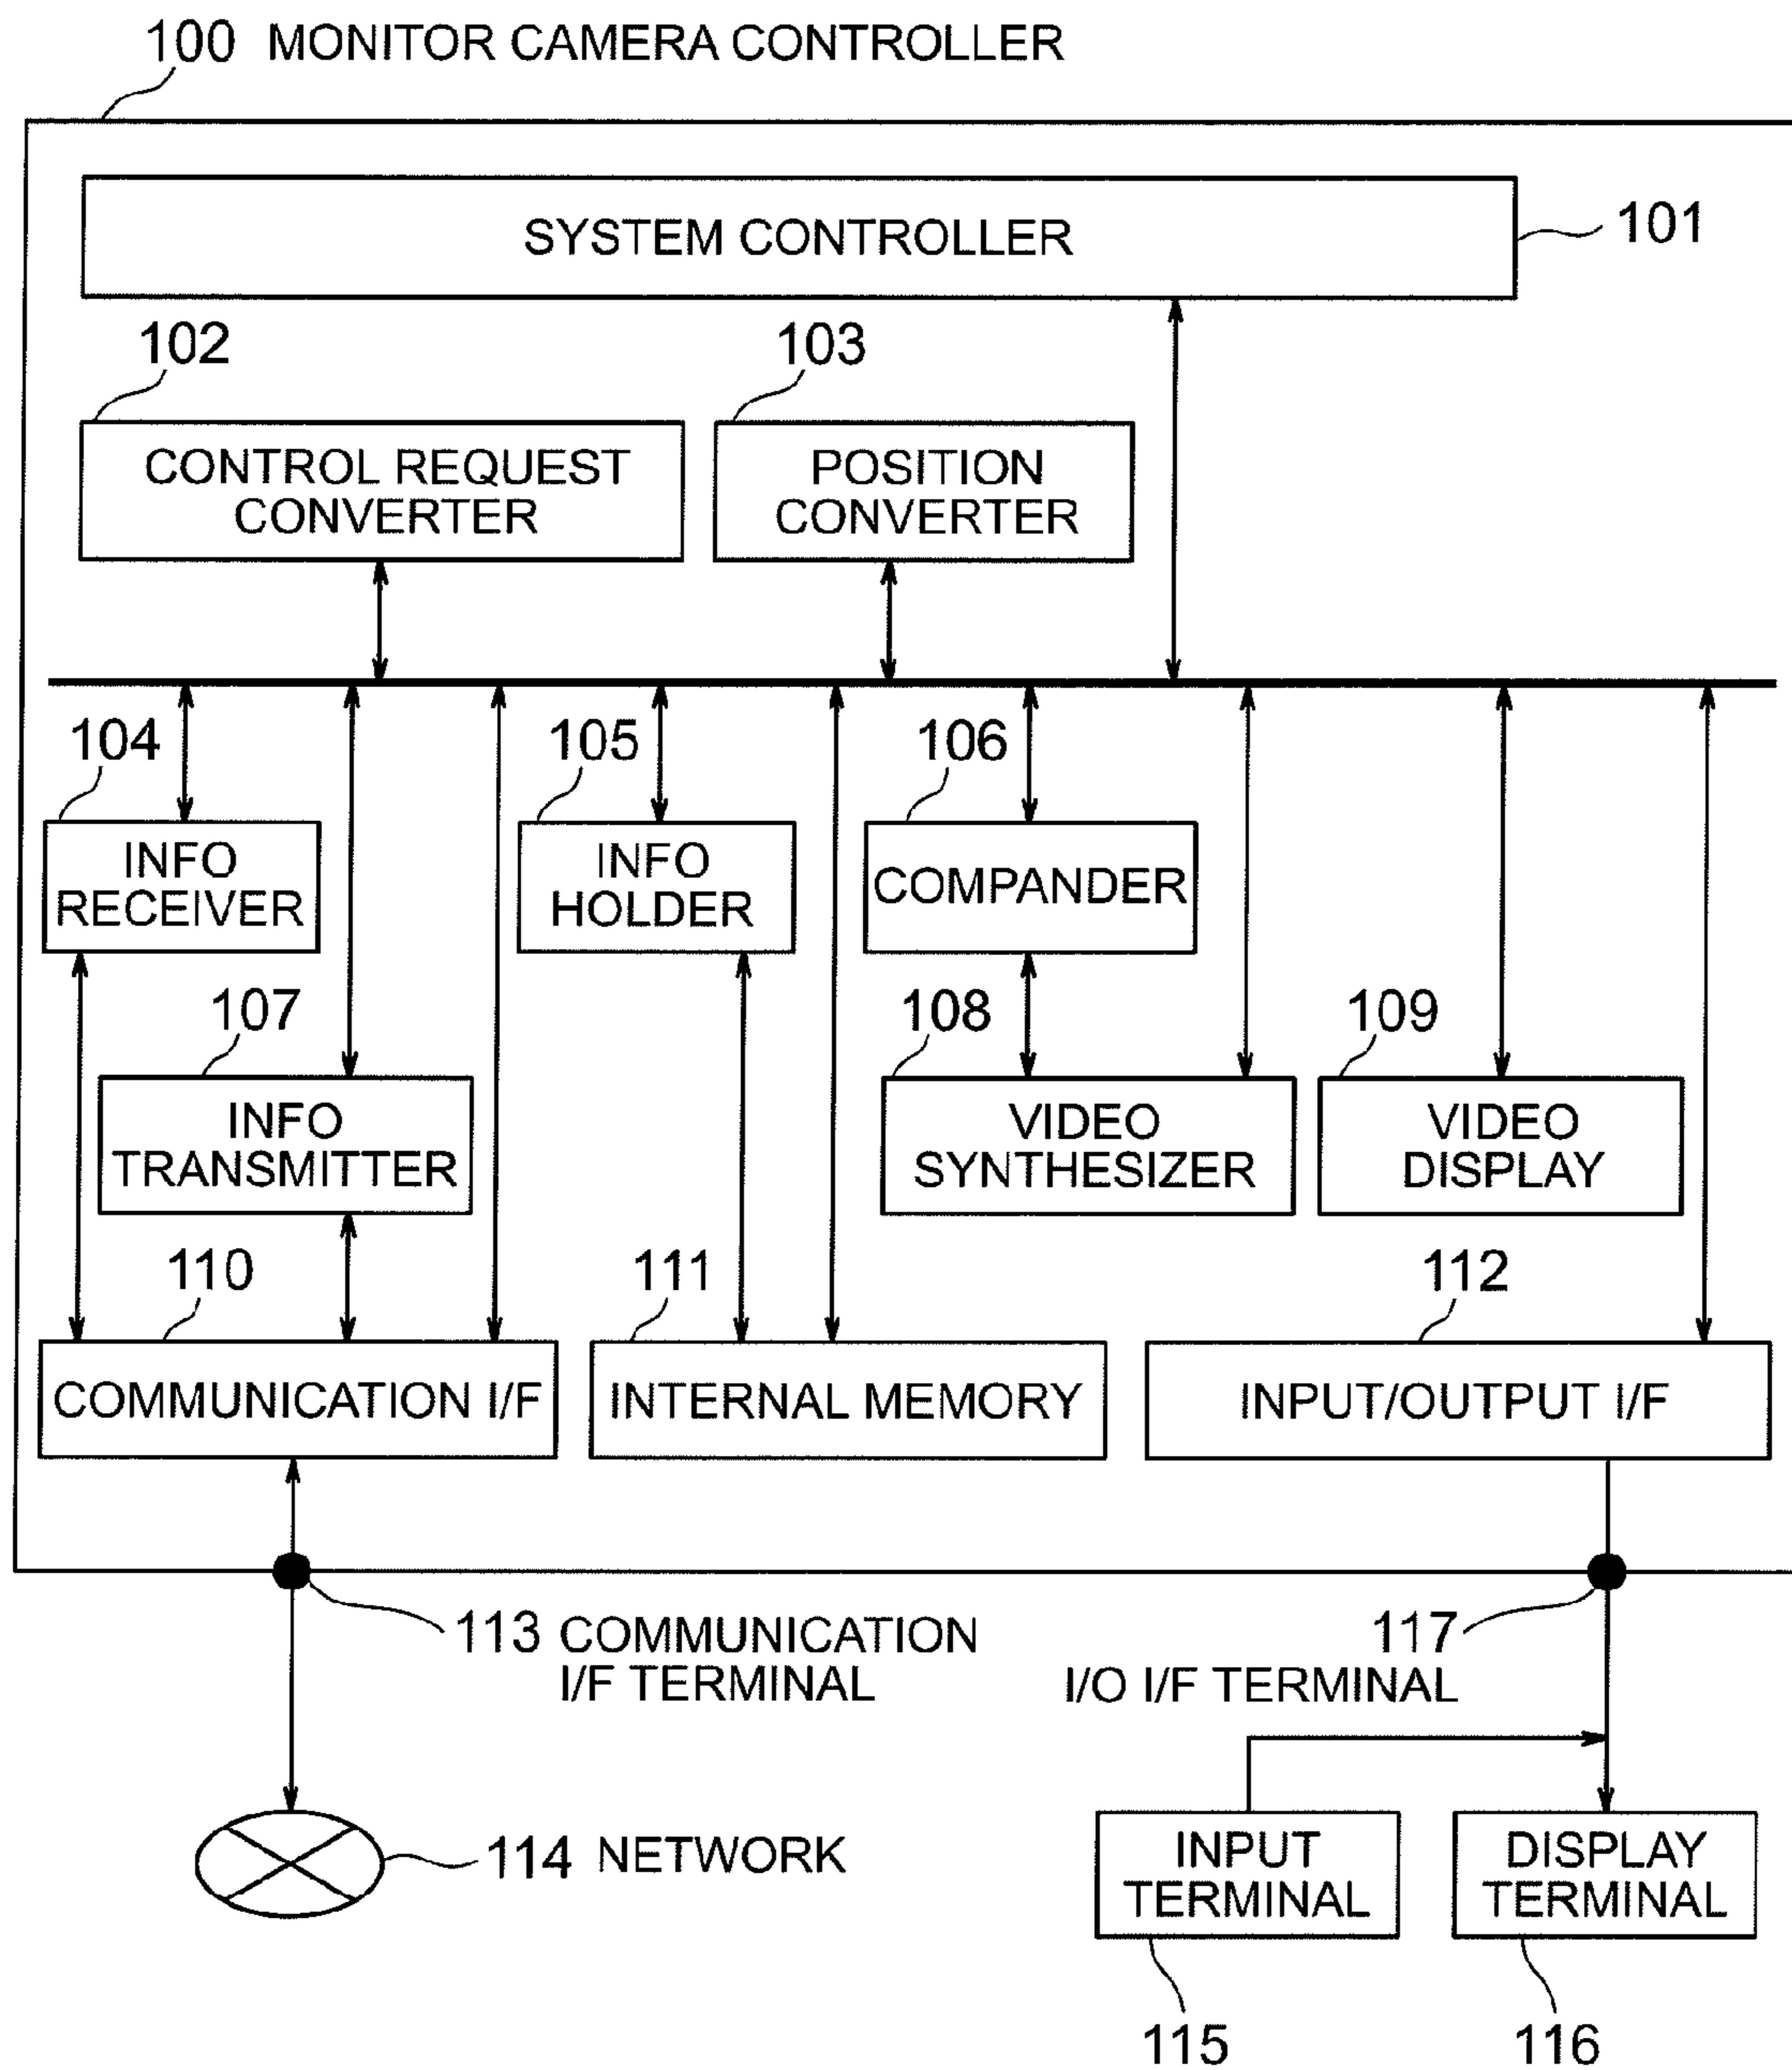 100 MONITOR CAMERA CONTROLLER
SYSTEM CONTROLLER
101
102
103
CONTROL REQUEST
CONVERTER
POSITION
CONVERTER
104
105
106
INFO
RECEIVER
INFO
HOLDER
COMPANDER
107
108
109
INFO
TRANSMITTER
VIDEO
SYNTHESIZER
VIDEO
DISPLAY
110
111
112
COMMUNICATION I/F
INTERNAL MEMORY
INPUT/OUTPUT I/F
113 COMMUNICATION
I/F TERMINAL
117
I/O I/F TERMINAL
114 NETWORK
INPUT
TERMINAL
DISPLAY
TERMINAL
115
116